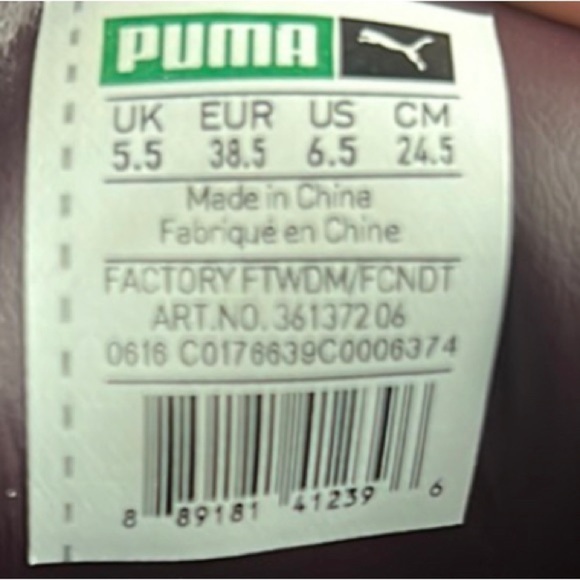 PUMA
UK EUR US CM
5.5 38.5 6.5 24.5
Made in China
Fabriqué en Chine
FACTORY FTWDM/FCNDT
ART.NO. 361372 06
0616 C0176639C0006374
8 89181 41239 6